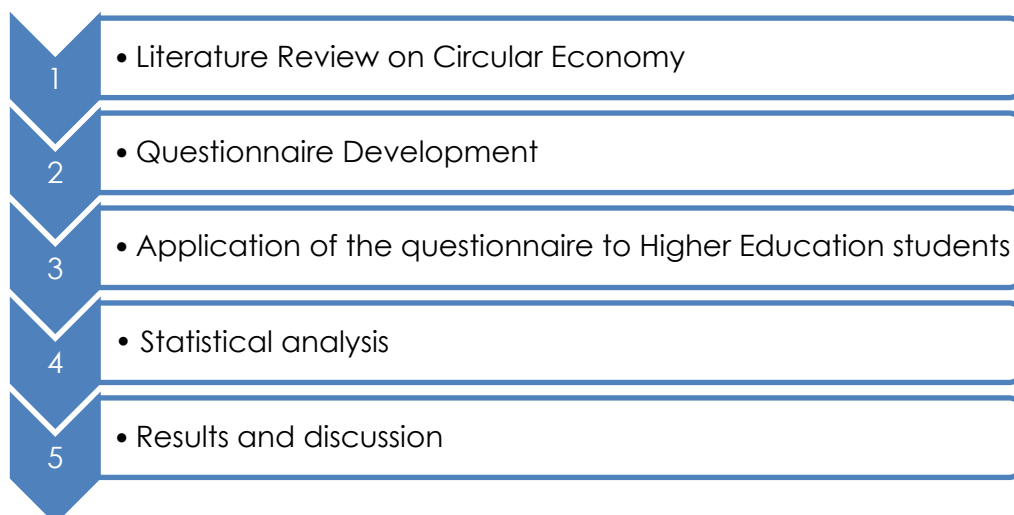 1
• Literature Review on Circular Economy
2
• Questionnaire Development
3
• Application of the questionnaire to Higher Education students
4
• Statistical analysis
5
• Results and discussion